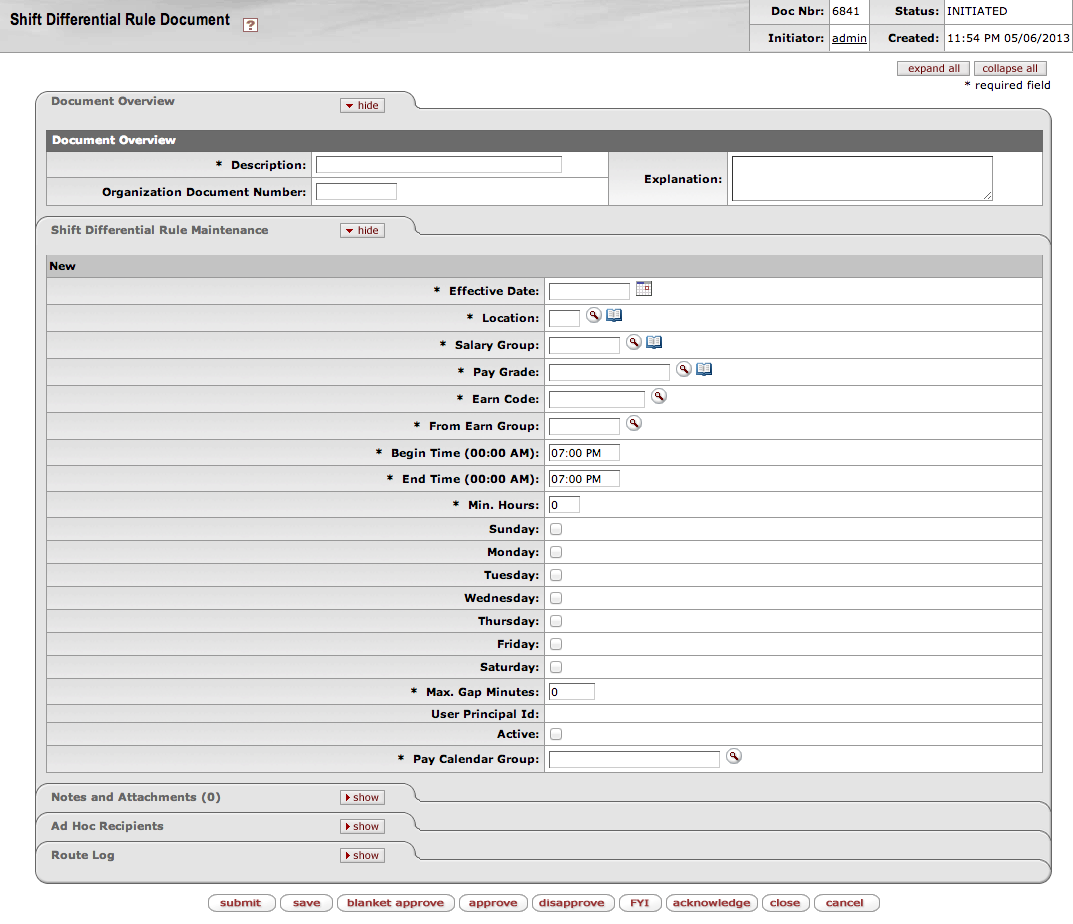 Shift Differential Rule Document ?
Doc Nbr: 6841 Status: INITIATED
Initiator: admin Created: 11:54 PM 05/06/2013
expand all collapse all
* required field
Document Overview hide
Document Overview
* Description:
Explanation:
Organization Document Number:
Shift Differential Rule Maintenance hide
New
* Effective Date:
* Location:
* Salary Group:
* Pay Grade:
* Earn Code:
* From Earn Group:
* Begin Time (00:00 AM): 07:00 PM
* End Time (00:00 AM): 07:00 PM
* Min. Hours: 0
Sunday:
Monday:
Tuesday:
Wednesday:
Thursday:
Friday:
Saturday:
* Max. Gap Minutes: 0
User Principal Id:
Active:
* Pay Calendar Group:
Notes and Attachments (0) show
Ad Hoc Recipients show
Route Log show
submit save blanket approve approve disapprove FYI acknowledge close cancel